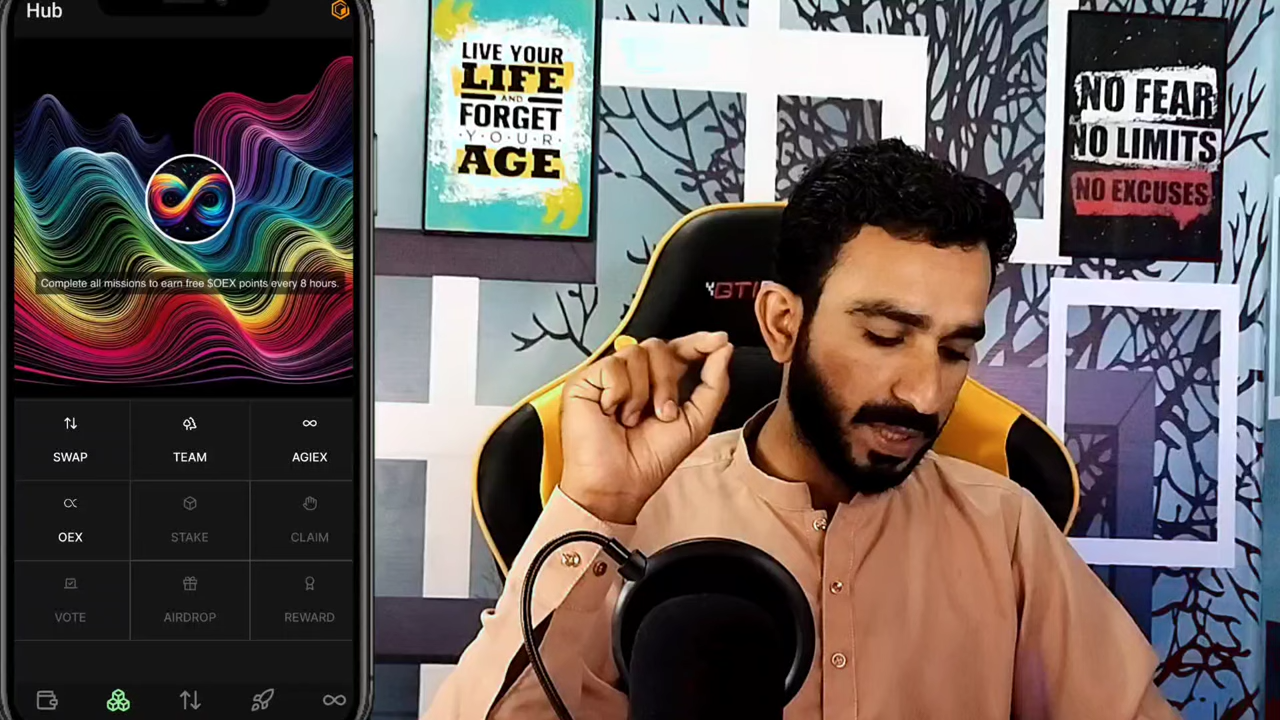 Hub
Complete all missions to earn free $OEX points every 8 hours.
SWAP
TEAM
AGIEX
OEX
STAKE
CLAIM
VOTE
AIRDROP
REWARD
LIVE YOUR
LIFE
AND
FORGET
YOUR
AGE
NO FEAR
NO LIMITS
NO EXCUSES